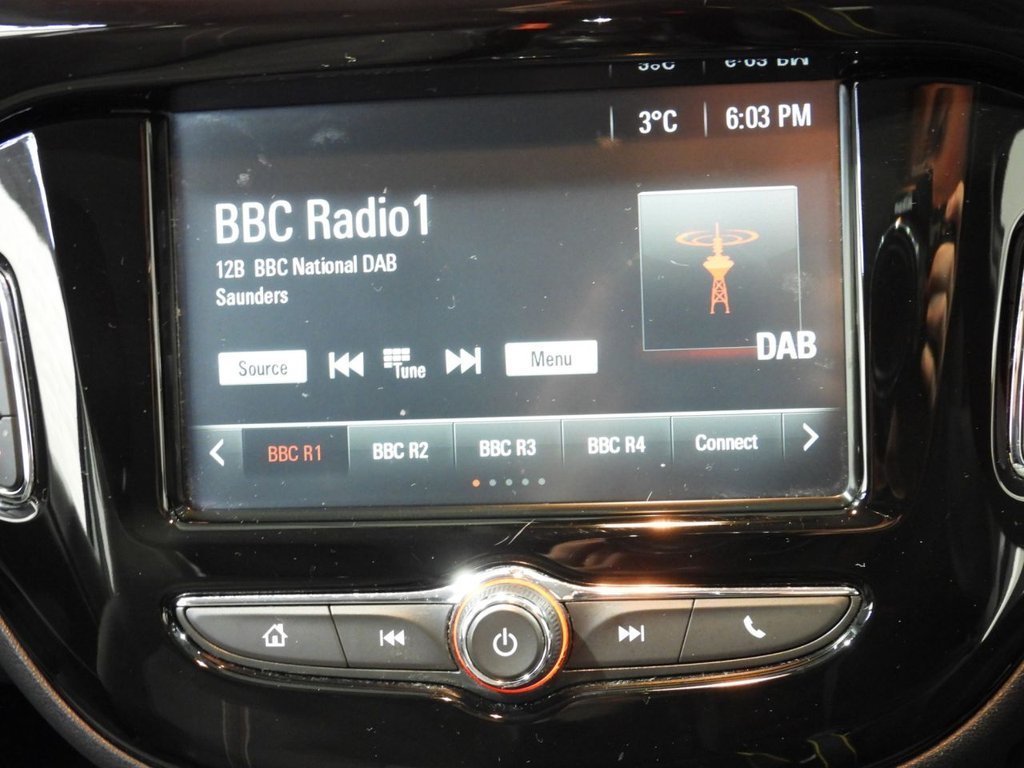 3°C 6:03 PM
BBC Radio1
12B BBC National DAB
Saunders
DAB
Source Tune Menu
BBC R1 BBC R2 BBC R3 BBC R4 Connect